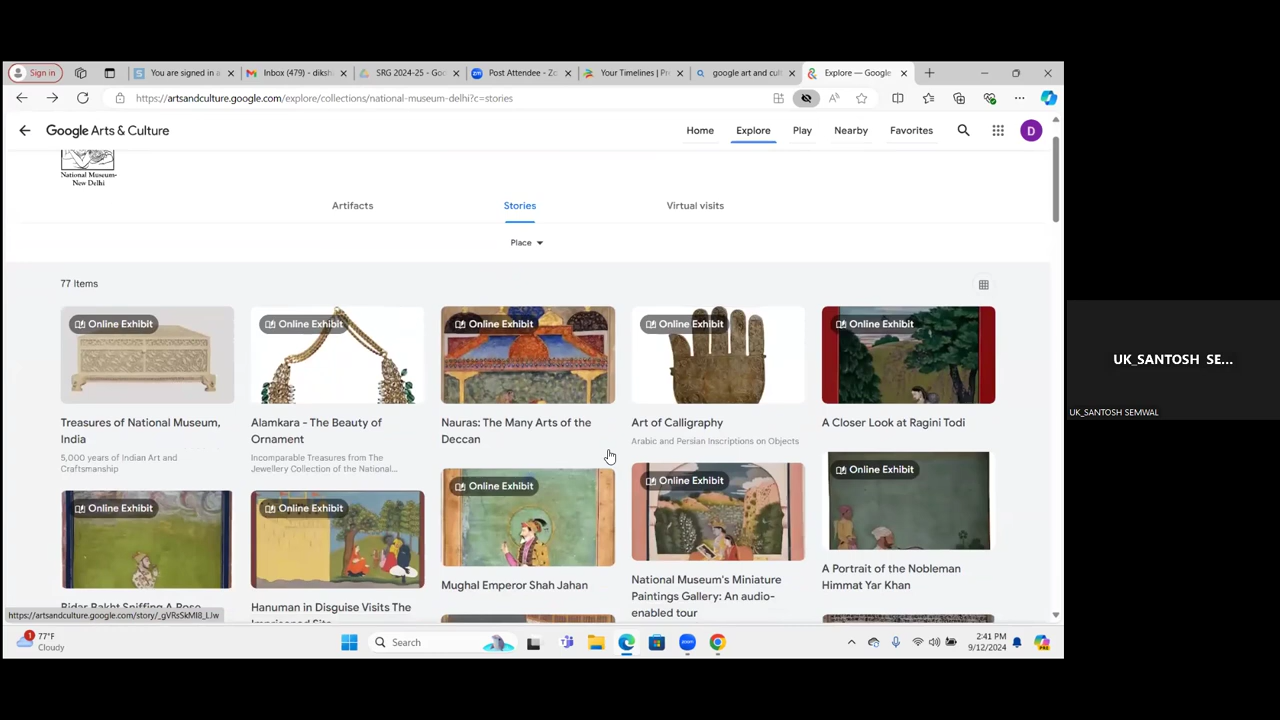 Sign in
You are signed in a
Inbox (479) - diksh
SRG 2024-25 - Goo
Post Attendee - Zo
Your Timelines | Pr
google art and cult
Explore — Google
https://artsandculture.google.com/explore/collections/national-museum-delhi?c=stories
Google Arts & Culture
Home
Explore
Play
Nearby
Favorites
D
National Museum-
New Delhi
Artifacts
Stories
Virtual visits
Place
77 Items
Online Exhibit
Online Exhibit
Online Exhibit
Online Exhibit
Online Exhibit
Treasures of National Museum,
India
5,000 years of Indian Art and
Craftsmanship
Alamkara - The Beauty of
Ornament
Incomparable Treasures from The
Jewellery Collection of the National...
Nauras: The Many Arts of the
Deccan
Art of Calligraphy
Arabic and Persian Inscriptions on Objects
A Closer Look at Ragini Todi
Online Exhibit
Online Exhibit
Online Exhibit
Online Exhibit
Online Exhibit
Bidar Bakht Sniffing A Rose
Hanuman in Disguise Visits The
Imprisoned Sita
Mughal Emperor Shah Jahan
National Museum's Miniature
Paintings Gallery: An audio-
enabled tour
A Portrait of the Nobleman
Himmat Yar Khan
UK_SANTOSH SE...
UK_SANTOSH SEMWAL
77°F
Cloudy
Search
2:41 PM
9/12/2024